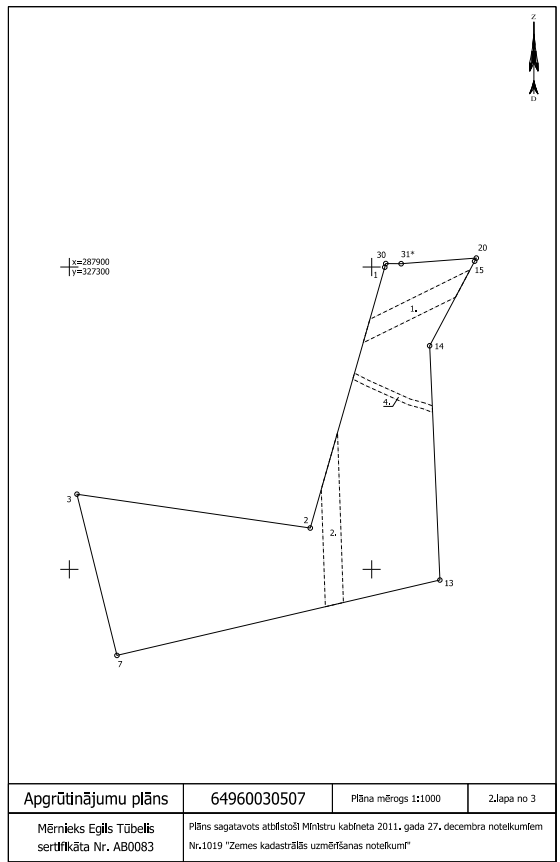 Z
D
x=287900
y=327300
30
31*
20
1
15
1.
14
4.
3
2
2.
13
7
Apgrūtinājumu plāns
64960030507
Plāna mērogs 1:1000
2.lapa no 3
Mērnieks Egils Tūbelis
sertifikāta Nr. AB0083
Plāns sagatavots atbilstoši Ministru kabineta 2011. gada 27. decembra noteikumiem
Nr.1019 "Zemes kadastrālās uzmērīšanas noteikumi"